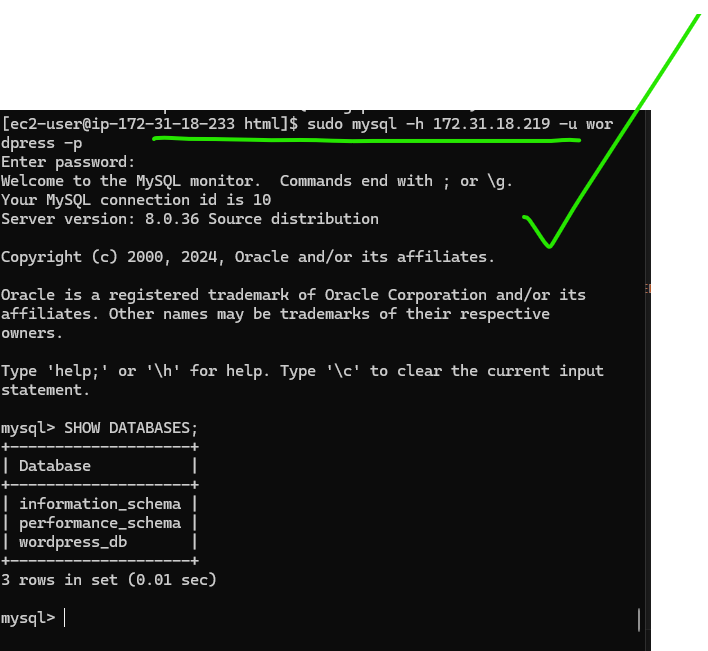 [ec2-user@ip-172-31-18-233 html]$ sudo mysql -h 172.31.18.219 -u wor
dpress -p
Enter password:
Welcome to the MySQL monitor.  Commands end with ; or \g.
Your MySQL connection id is 10
Server version: 8.0.36 Source distribution

Copyright (c) 2000, 2024, Oracle and/or its affiliates.

Oracle is a registered trademark of Oracle Corporation and/or its
affiliates. Other names may be trademarks of their respective
owners.

Type 'help;' or '\h' for help. Type '\c' to clear the current input
statement.

mysql> SHOW DATABASES;
+--------------------+
| Database           |
+--------------------+
| information_schema |
| performance_schema |
| wordpress_db       |
+--------------------+
3 rows in set (0.01 sec)

mysql>